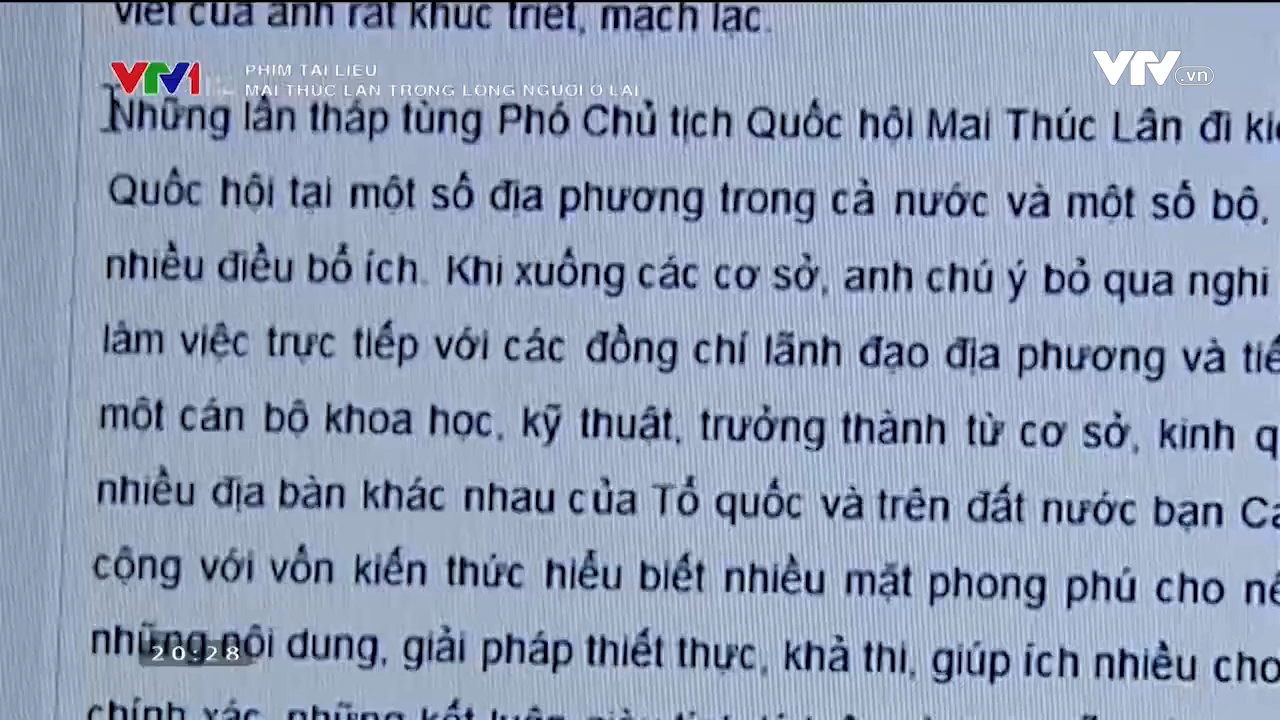 viết của anh rất khúc triết, mạch lạc.
VTV1
PHIM TÀI LIỆU
MAI THÚC LÂN TRONG LÒNG NGƯỜI Ở LẠI
VTV.vn
Những lần tháp tùng Phó Chủ tịch Quốc hội Mai Thúc Lân đi
Quốc hội tại một số địa phương trong cả nước và một số bộ,
nhiều điều bổ ích. Khi xuống các cơ sở, anh chú ý bỏ qua nghi
làm việc trực tiếp với các đồng chí lãnh đạo địa phương và
một cán bộ khoa học, kỹ thuật, trưởng thành từ cơ sở, kinh
nhiều địa bàn khác nhau của Tổ quốc và trên đất nước bạn
cộng với vốn kiến thức hiểu biết nhiều mặt phong phú cho
những nội dung, giải pháp thiết thực, khả thi, giúp ích nhiều cho
20:28
chính xác, những kết luận